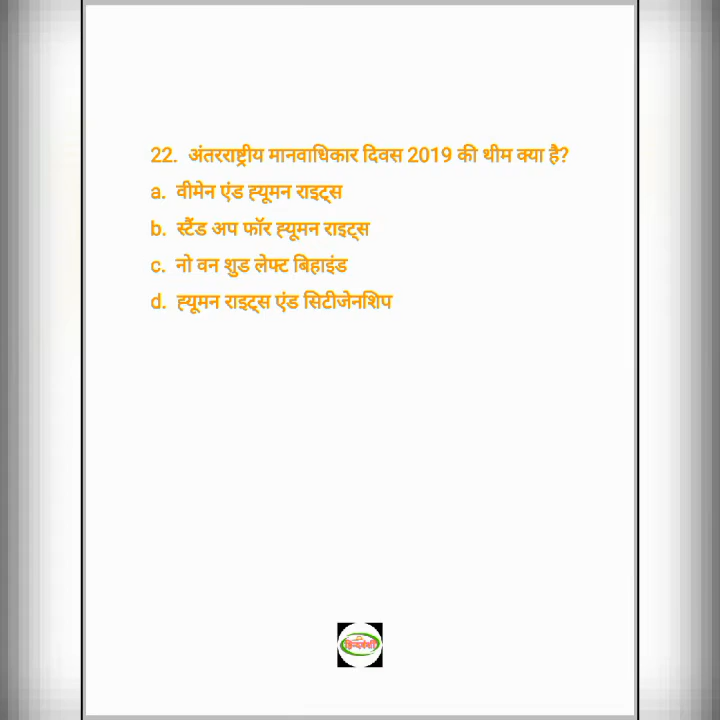 22. अंतरराष्ट्रीय मानवाधिकार दिवस 2019 की थीम क्या है?
a. वीमेन एंड ह्यूमन राइट्स
b. स्टैंड अप फॉर ह्यूमन राइट्स
c. नो वन शुड लेफ्ट बिहाइंड
d. ह्यूमन राइट्स एंड सिटीजेनशिप